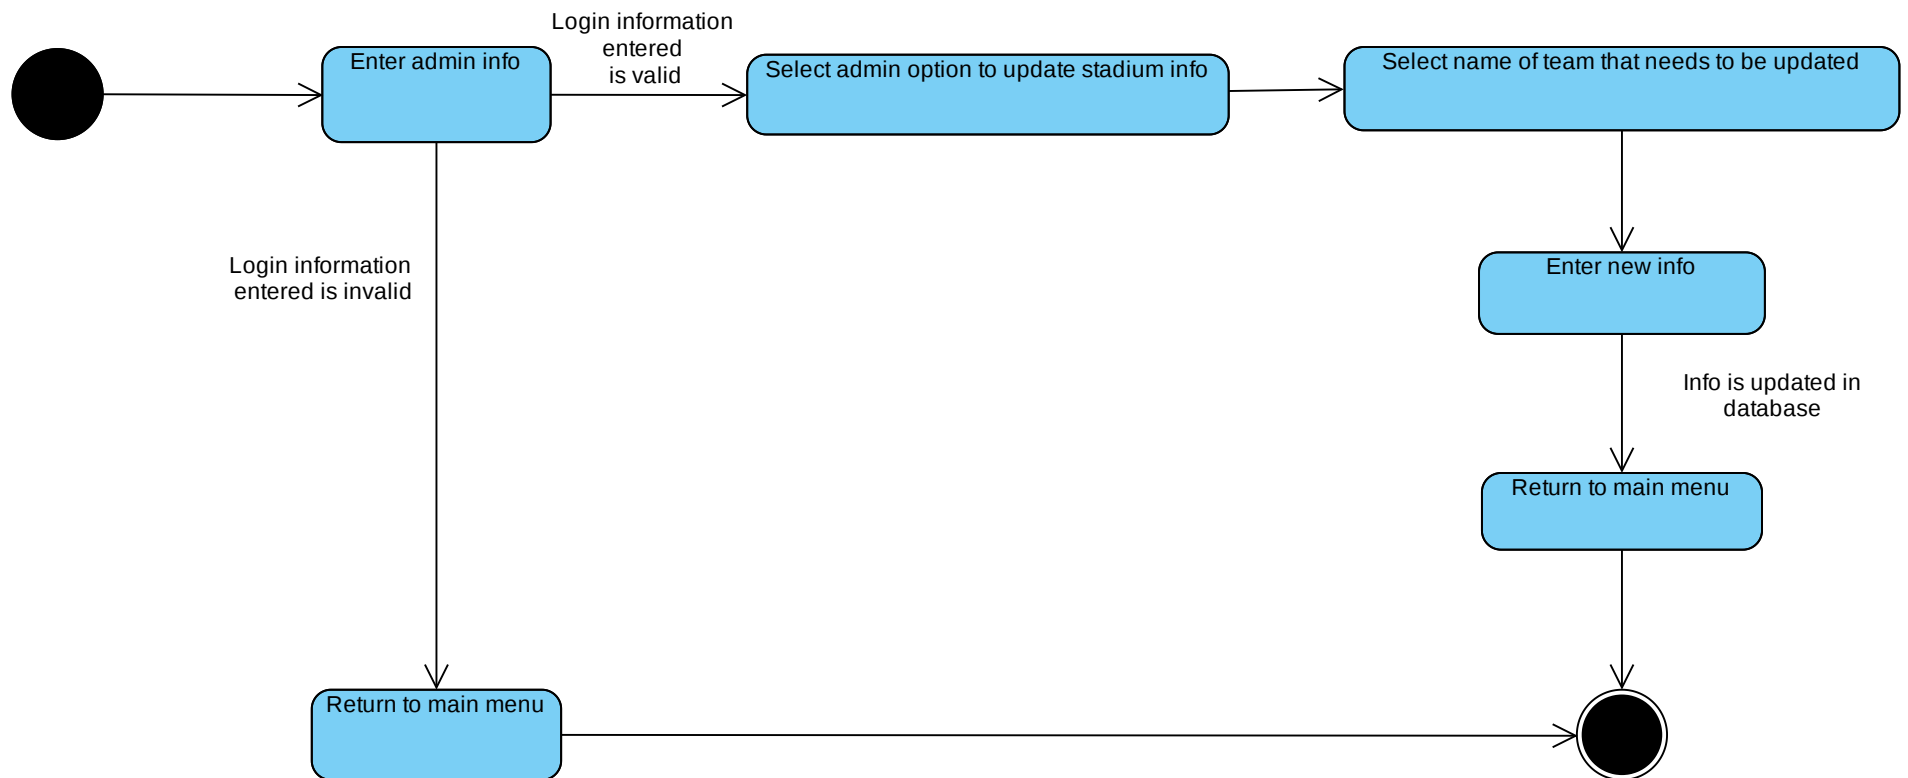 Login information
entered
is valid
Enter admin info
Select admin option to update stadium info
Select name of team that needs to be updated
Login information
entered is invalid
Enter new info
Info is updated in
database
Return to main menu
Return to main menu